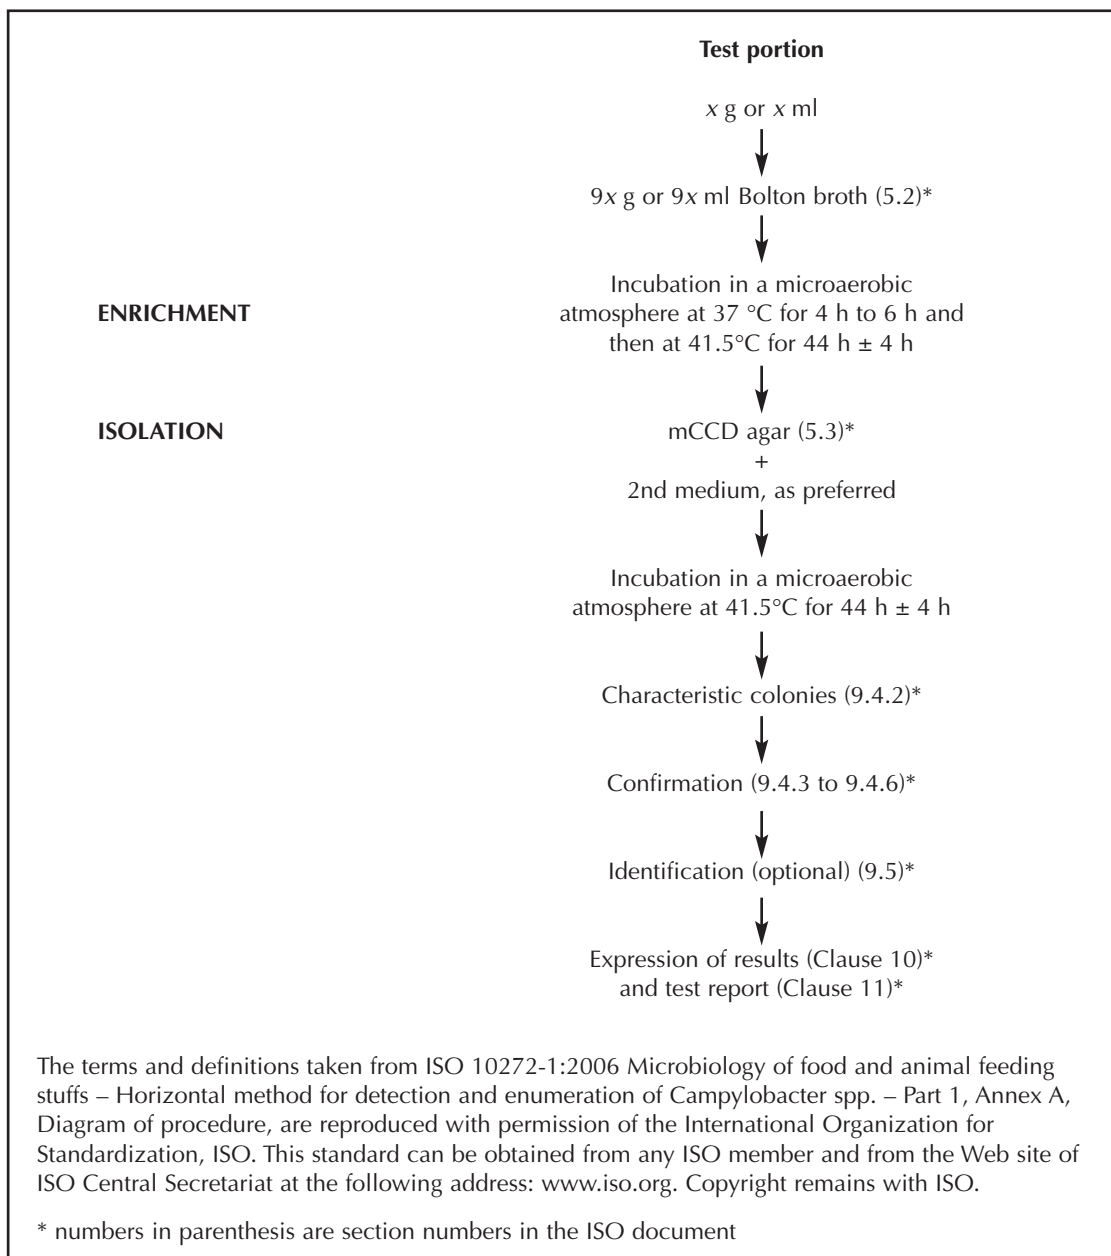 Test portion
x g or x ml
9x g or 9x ml Bolton broth (5.2)*
Incubation in a microaerobic
ENRICHMENT
atmosphere at 37 °C for 4 h to 6 h and
then at 41.5°C for 44 h ± 4 h
ISOLATION
mCCD agar (5.3)*
+
2nd medium, as preferred
Incubation in a microaerobic
atmosphere at 41.5°C for 44 h ± 4 h
Characteristic colonies (9.4.2)*
Confirmation (9.4.3 to 9.4.6)*
Identification (optional) (9.5)*
Expression of results (Clause 10)*
and test report (Clause 11)*
The terms and definitions taken from ISO 10272-1:2006 Microbiology of food and animal feeding
stuffs – Horizontal method for detection and enumeration of Campylobacter spp. – Part 1, Annex A,
Diagram of procedure, are reproduced with permission of the International Organization for
Standardization, ISO. This standard can be obtained from any ISO member and from the Web site of
ISO Central Secretariat at the following address: www.iso.org. Copyright remains with ISO.
* numbers in parenthesis are section numbers in the ISO document